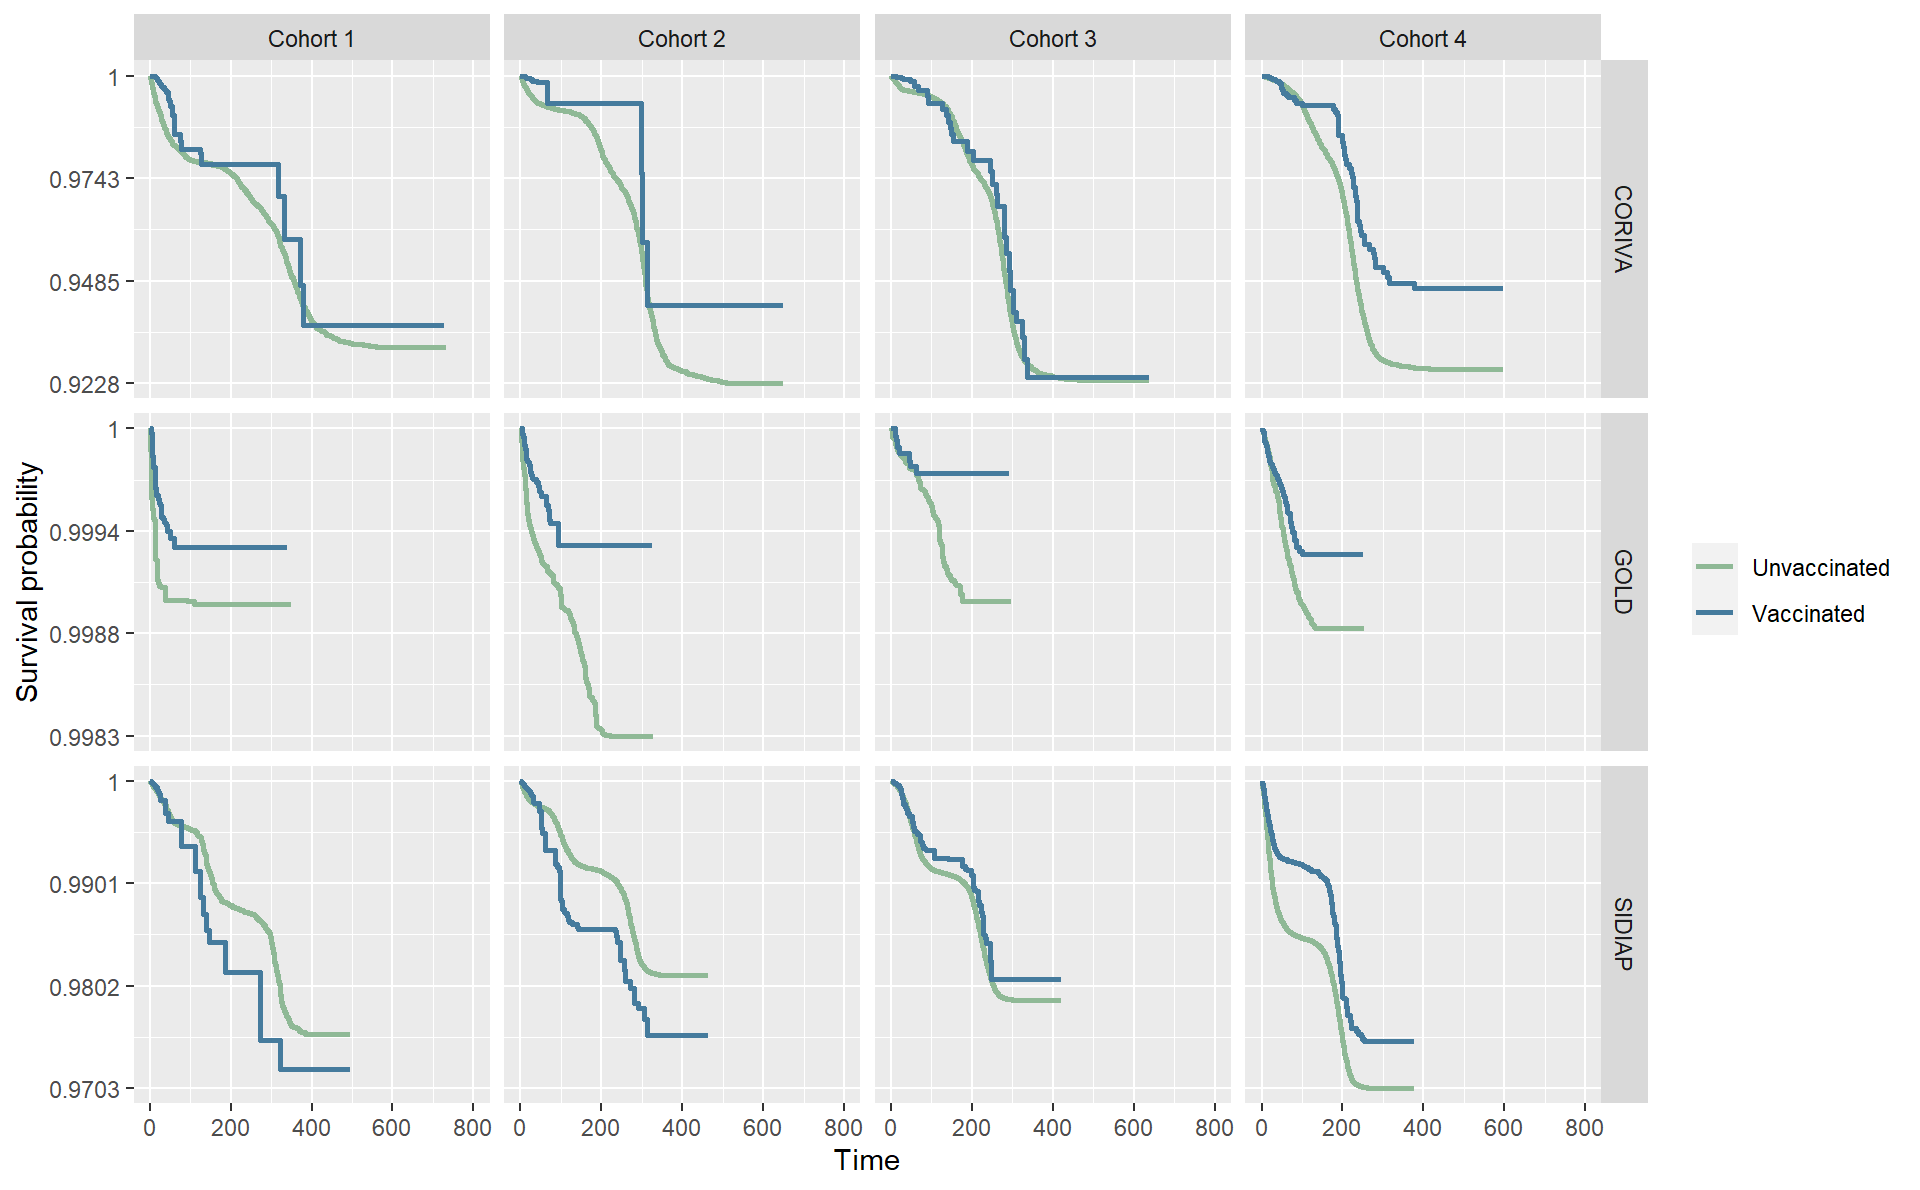 Cohort 1 Cohort 2 Cohort 3 Cohort 4
1
0.9743
0.9485
0.9228
CORIVA
1
0.9994
0.9988
0.9983
GOLD
1
0.9901
0.9802
0.9703
SIDIAP
Survival probability
0 200 400 600 800 0 200 400 600 800 0 200 400 600 800 0 200 400 600 800
Time
Unvaccinated
Vaccinated